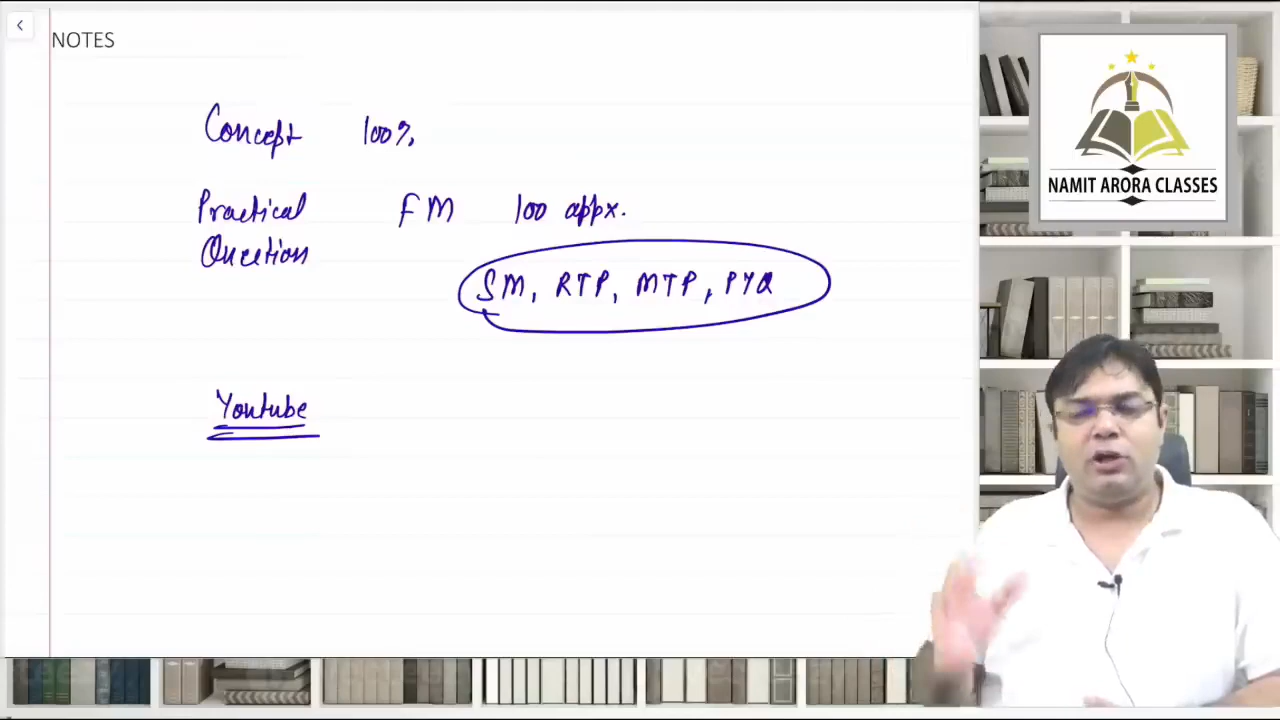 NOTES
Concept 100%
Practical FM 100 appx.
Question
SM, RTP, MTP, PYQ
Youtube
NAMIT ARORA CLASSES